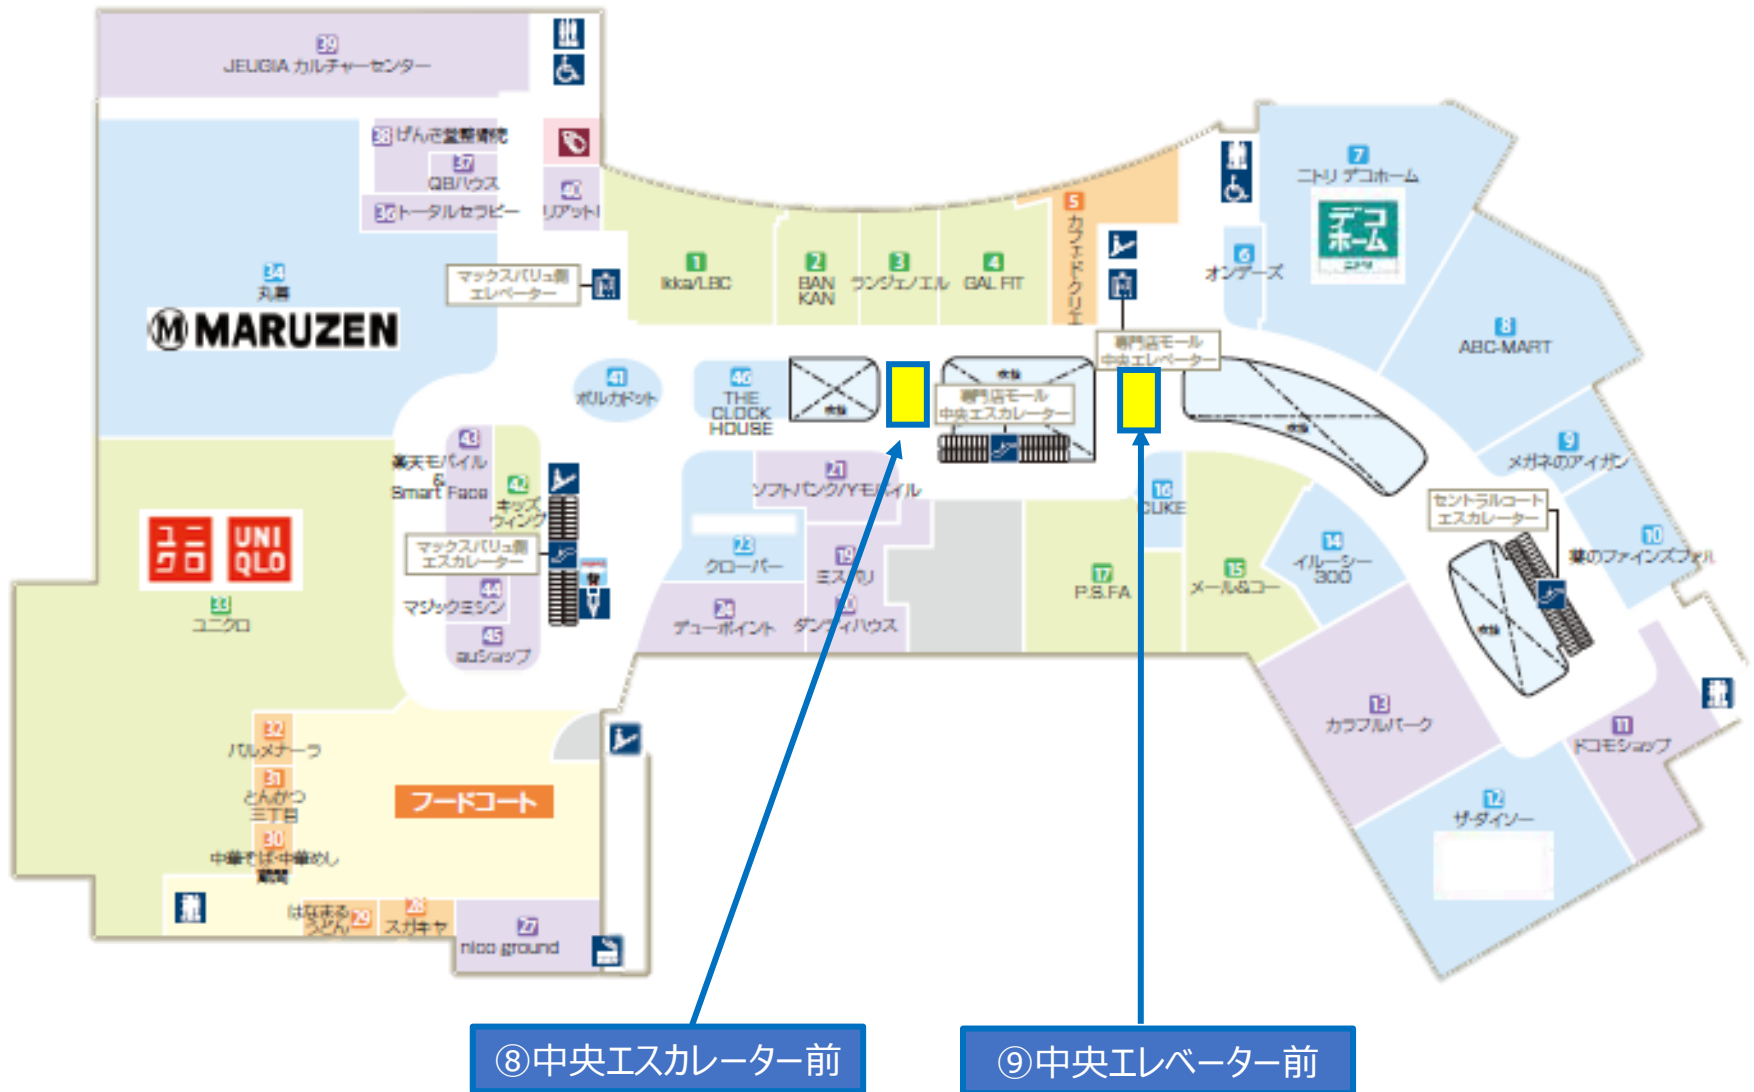 39
JEUGIA カルチャーセンター
38 げんき堂整骨院
37
QBハウス
36 トータルセラピー
40
リアット!
34
丸善
M MARUZEN
マックスバリュ側
エレベーター
1
ikka/LBC
2
BAN
KAN
3
ランジェノエル
4
GAL FIT
5
カフェドクリエ
専門店モール
中央エレベーター
6
オンデーズ
7
ニトリ デコホーム
デコ
ホーム
ニトリ
8
ABC-MART
9
メガネのアイガン
10
薬のファインズファルマ
41
ポルカドット
46
THE
CLOCK
HOUSE
吹抜
吹抜
専門店モール
中央エスカレーター
吹抜
セントラルコート
エスカレーター
吹抜
43
楽天モバイル
&
Smart Face
42
キッズ
ウィング
マックスバリュ側
エスカレーター
44
マジックミシン
45
auショップ
ユニ
クロ
UNI
QLO
33
ユニクロ
21
ソフトバンク/Y!モバイル
23
クローバー
19
ミスパリ
24
デューポイント
20
ダンディハウス
16
CUKE
17
P.S.FA
15
メール&コー
14
イルーシー
300
13
カラフルパーク
11
ドコモショップ
12
ザ・ダイソー
32
パルメナーラ
31
とんかつ
三丁目
30
中華そば・中華めし
フードコート
はなまる
うどん 29
28
スガキヤ
27
nico ground
⑧中央エスカレーター前
⑨中央エレベーター前